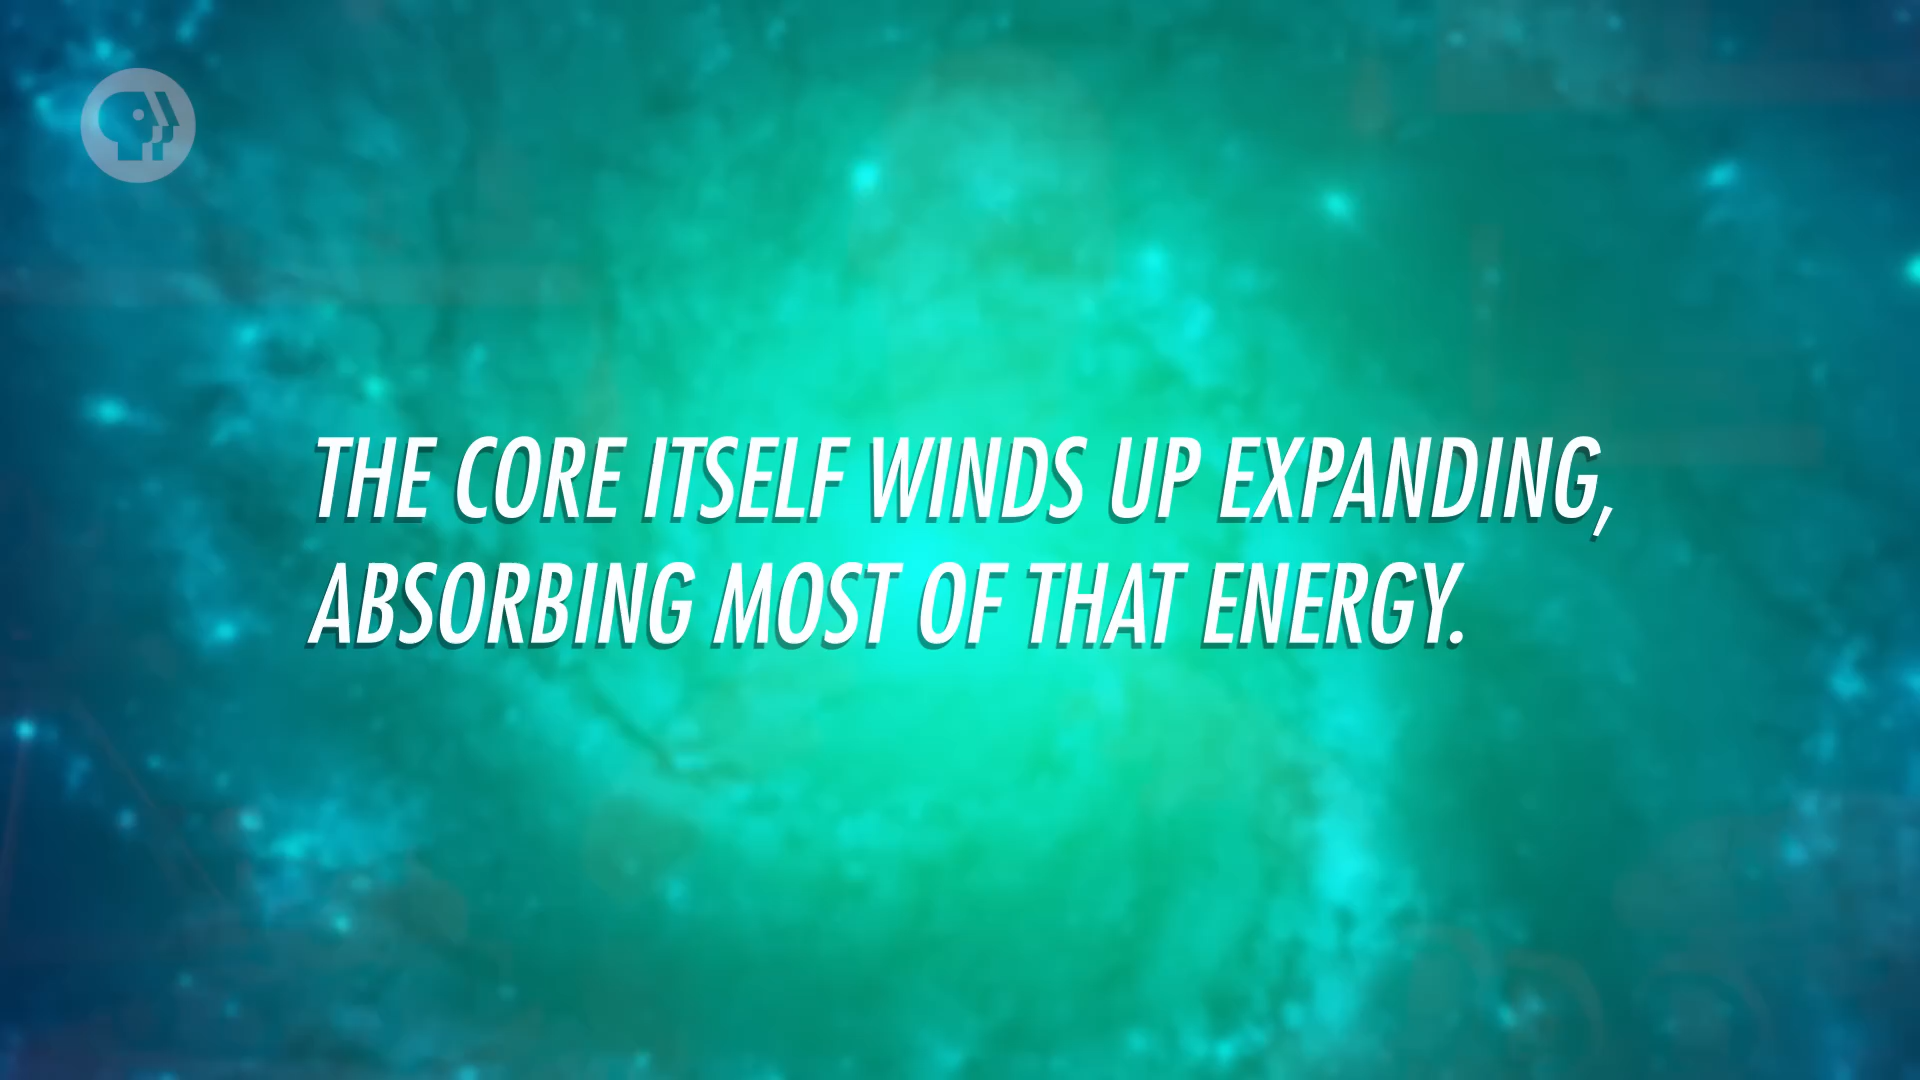 THE CORE ITSELF WINDS UP EXPANDING,
ABSORBING MOST OF THAT ENERGY.